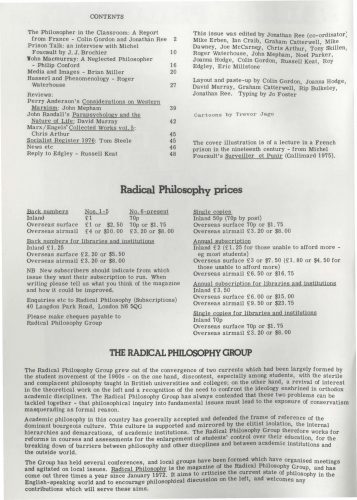 CONTENTS
The Philosopher in the Classroom: A Report
from France - Colin Gordon and Jonathan Ree 2
Prison Talk: an interview with Michel
Foucault by J. J. Brochier 10
John MacMurray: A Neglected Philosopher
- Philip Conford 16
Media and Images - Brian Miller 20
Husserl and Phenomenology - Roger
Waterhouse 27
Reviews:
Perry Anderson's Considerations on Western
Marxism: John Mepham 39
John Randall's Parapsychology and the
Nature of Life: David Murray 42
Marx/Engels' Collected Works vol. 5:
Chris Arthur 45
Socialist Register 1976: Tom Steele 45
News etc 46
Reply to Edgley - Russell Keat 48
This issue was edited by Jonathan Ree (co-ordinator)
Mike Erben, Ian Craib, Graham Catterwell, Mike
Dawney, Joe McCarney, Chris Arthur, Tony Skillen,
Roger Waterhouse, John Mepham, Noel Parker,
Joanna Hodge, Colin Gordon, Russell Keat, Roy
Edgley, Eric Millstone
Layout and paste-up by Colin Gordon, Joanna Hodge,
David Murray, Graham Catterwell, Rip Bulkeley,
Jonathan Ree. Typing by Jo Foster
Cartoons by Trevor Jage
The cover illustration is of a lecture in a French
prison in the nineteenth century - from Michel
Foucault's Surveiller et Punir (Gallimard 1975).
Radical Philosophy prices
Back numbers Nos. 1-5 No. 6-present
Inland £1 70p
Overseas surface £1 or $2.50 70p or $1.75
Overseas airmail £4 or $10.00 £3.20 or $8.00
Back numbers for libraries and institutions
Inland £1.25
Overseas surface £2.20 or $5.50
Overseas airmail £3.20 or $8.00
NB New subscribers should indicate from which
issue they want their subscription to run. When
writing please tell us what you think of the magazine
and how it could be improved.
Enquiries etc to Radical Philosophy (Subscriptions)
40 Langdon Park Road, London N6 5QG.
Please make cheques payable to
Radical Philosophy Group
Single copies
Inland 50p (70p by post)
Overseas surface 70p or $1.75
Overseas airmail £3.20 or $8.00
Annual subscription
Inland £2 (£1.25 for those unable to afford more -
eg most students)
Overseas surface £3 or $7.50 (£1.80 or $4.50 for
those unable to afford more)
Overseas airmail £6.50 or $16.75
Annual subscription for libraries and institutions
Inland £3.50
Overseas surface £6.00 or $15.00
Overseas airmail £9.50 or $23.75
Single copies for libraries and institutions
Inland 70p
Overseas surface 70p or $1.75
Overseas airmail £3.20 or $8.00
THE RADICAL PHILOSOPHY GROUP
The Radical Philosophy Group grew out of the convergence of two currents which had been largely formed by
the student movement of the 1960s - on the one hand, discontent, especially among students, with the sterile
and complacent philosophy taught in British universities and colleges; on the other hand, a revival of interest
in the theoretical work on the left and a recognition of the need to confront the ideology enshrined in orthodox
academic disciplines. The Radical Philosophy Group has always contended that these two problems can be
tackled together - that philosophical inquiry into fundamental issues must lead to the exposure of conservatism
masquerading as formal reason.
Academic philosophy in this country has generally accepted and defended the frame of reference of the
dominant bourgeois culture. This culture is supported and mirrored by the elitist isolation, the internal
hierarchies and demarcations, of academic institutions. The Radical Philosophy Group therefore works for
reforms in courses and assessments for the enlargement of students' control over their education, for the
breaking down of barriers between philosophy and other disciplines and between academic institutions and
the outside world.
The Group has held several conferences, and local groups have been formed which have organised meetings
and agitated on local issues. Radical Philosophy is the magazine of the Radical Philosophy Group, and has
come out three times a year since January 1972. It aims to criticise the current state of philosophy in the
English-speaking world and to encourage philosophical discussion on the left, and welcomes any
contributions which will serve these aims.